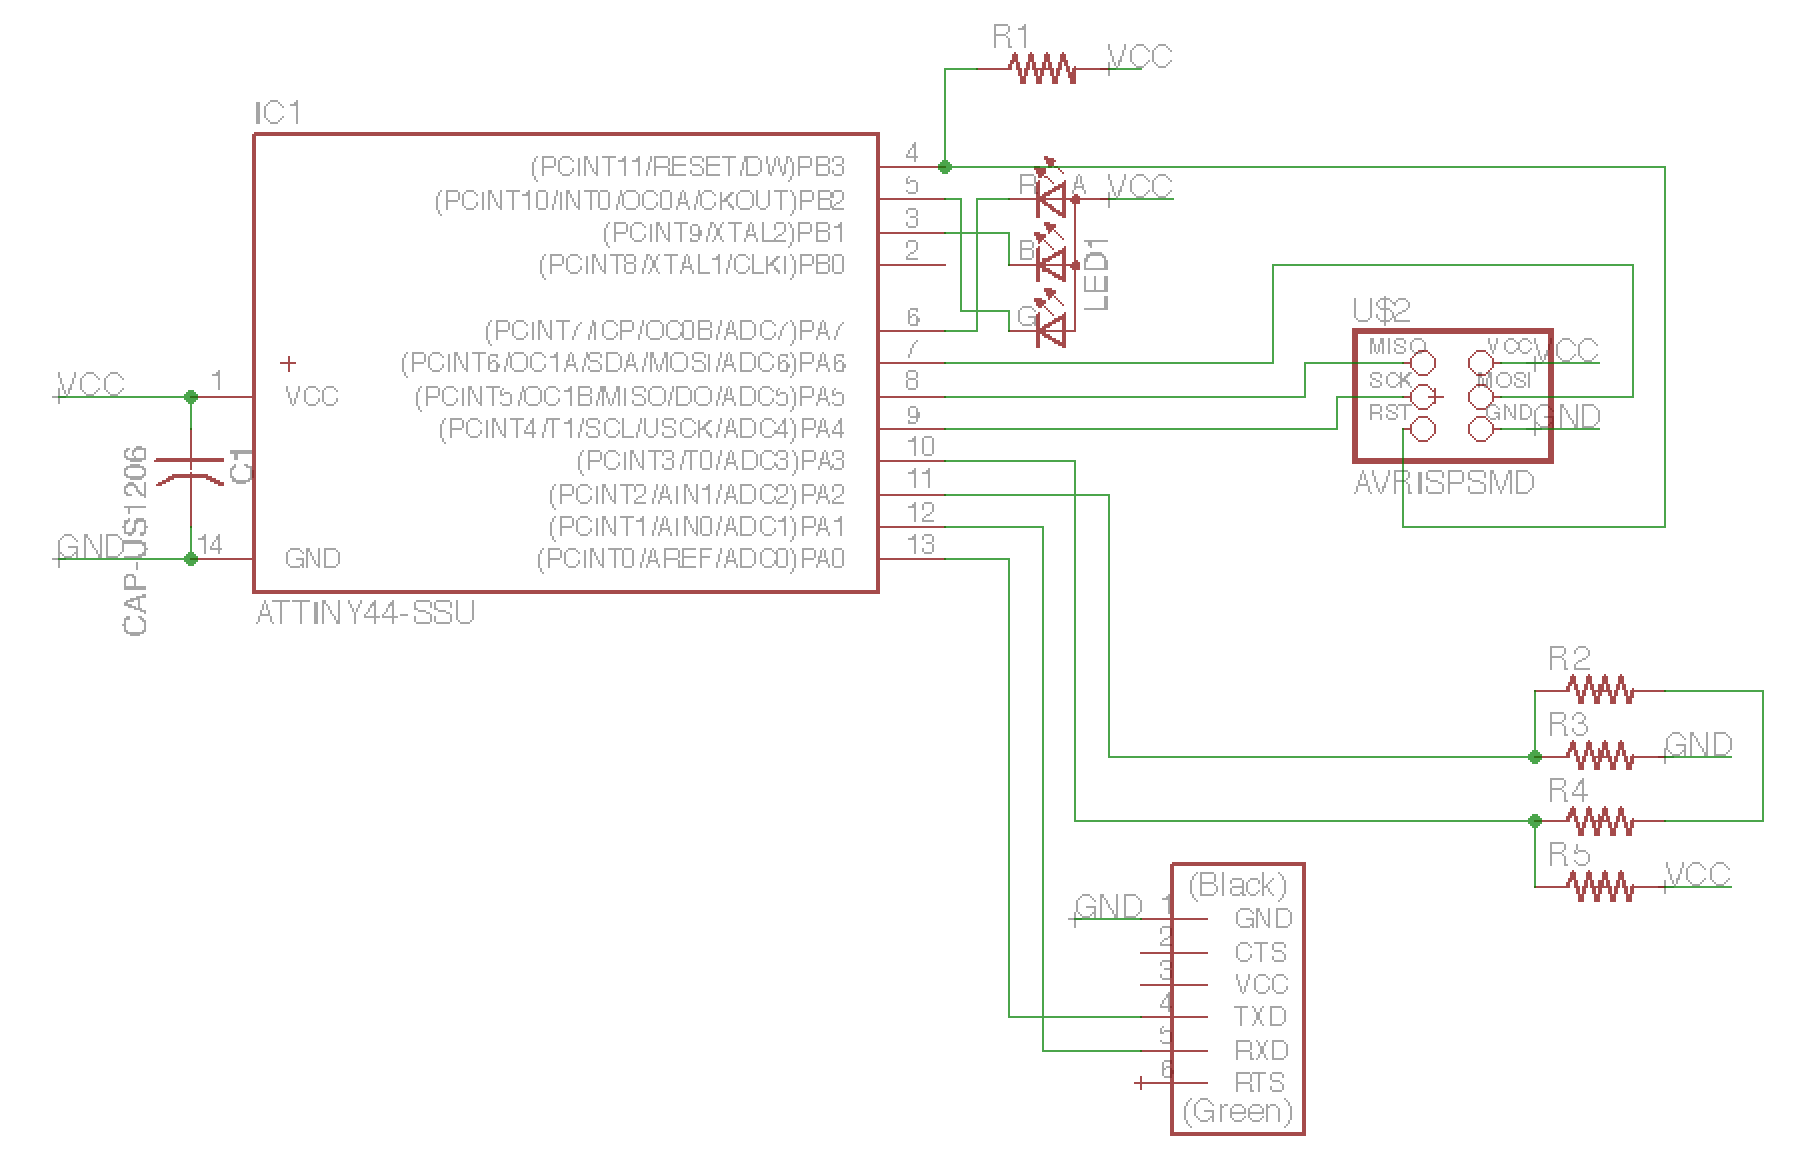 R1
VCC
IC1
(PCINT11/RESET/DW)PB3
4
(PCINT10/INT0/OC0A/CKOUT)PB2
5
(PCINT9/XTAL2)PB1
3
(PCINT8/XTAL1/CLKI)PB0
2
(PCINT7/ICP/OC0B/ADC7)PA7
6
(PCINT6/OC1A/SDA/MOSI/ADC6)PA6
7
(PCINT5/OC1B/MISO/DO/ADC5)PA5
8
(PCINT4/T1/SCL/USCK/ADC4)PA4
9
(PCINT3/T0/ADC3)PA3
10
(PCINT2/AIN1/ADC2)PA2
11
(PCINT1/AIN0/ADC1)PA1
12
(PCINT0/AREF/ADC0)PA0
13
VCC
1
VCC
GND
14
GND
C1
CAP-US1206
ATTINY44-SSU
R
A
VCC
B
G
LED1
U$2
MISO
VCC
VCC
SCK
MOSI
RST
GND
GND
AVRISPSMD
R2
R3
GND
R4
R5
VCC
(Black)
GND
1
GND
2
CTS
3
VCC
4
TXD
5
RXD
6
RTS
(Green)